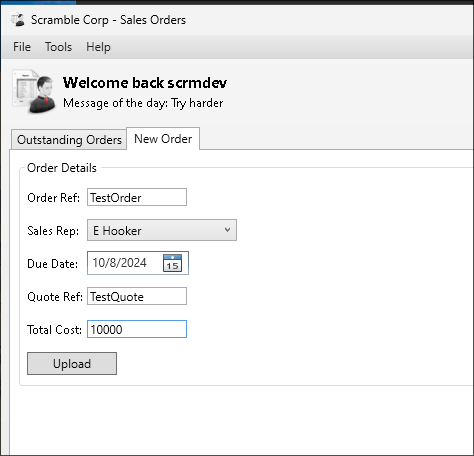 Scramble Corp - Sales Orders
File Tools Help
Welcome back scrmdev
Message of the day: Try harder
Outstanding Orders New Order
Order Details
Order Ref: TestOrder
Sales Rep: E Hooker
Due Date: 10/8/2024 15
Quote Ref: TestQuote
Total Cost: 10000
Upload